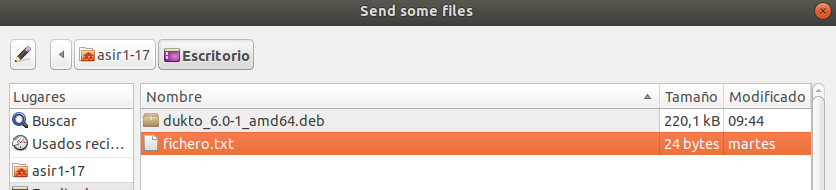 Send some files
asir1-17 Escritorio
Lugares Nombre Tamaño Modificado
Buscar dukto_6.0-1_amd64.deb 220,1 kB 09:44
Usados reci... fichero.txt 24 bytes martes
asir1-17